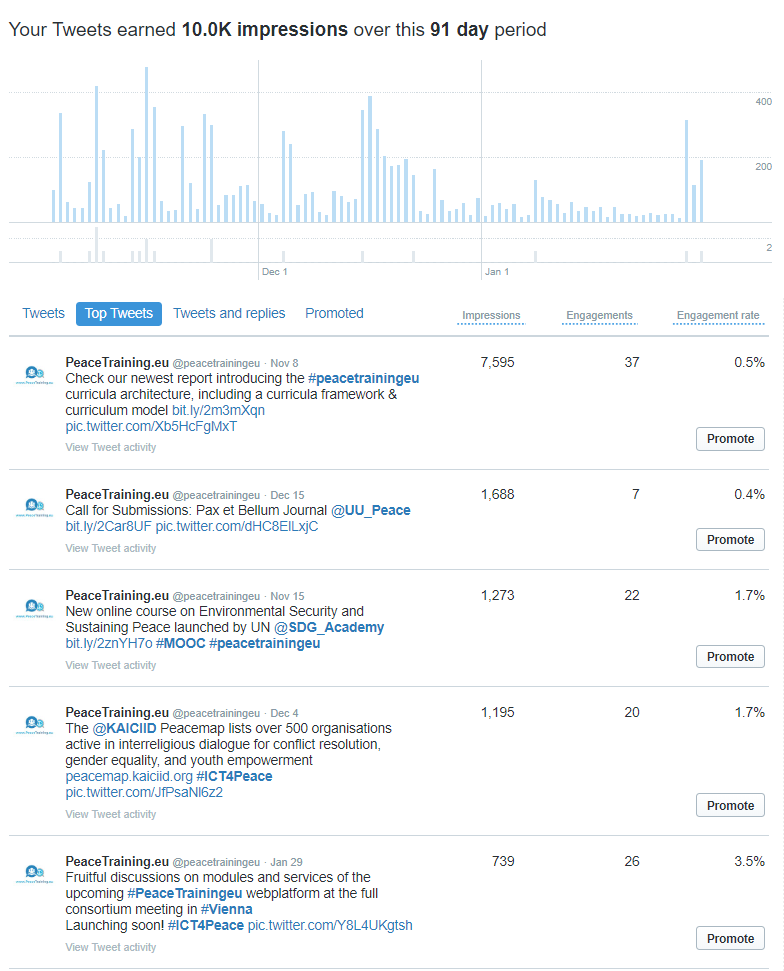 Your Tweets earned 10.0K impressions over this 91 day period
400
200
2
Dec 1
Jan 1
Tweets Top Tweets Tweets and replies Promoted Impressions Engagements Engagement rate
PeaceTraining.eu @peacetrainingeu · Nov 8 7,595 37 0.5%
Check our newest report introducing the #peacetrainingeu
curricula architecture, including a curricula framework &
curriculum model bit.ly/2m3mXqn
pic.twitter.com/Xb5HcFgMxT
View Tweet activity
Promote
PeaceTraining.eu @peacetrainingeu · Dec 15 1,688 7 0.4%
Call for Submissions: Pax et Bellum Journal @UU_Peace
bit.ly/2Car8UF pic.twitter.com/dHC8EILxjC
View Tweet activity
Promote
PeaceTraining.eu @peacetrainingeu · Nov 15 1,273 22 1.7%
New online course on Environmental Security and
Sustaining Peace launched by UN @SDG_Academy
bit.ly/2znYH7o #MOOC #peacetrainingeu
View Tweet activity
Promote
PeaceTraining.eu @peacetrainingeu · Dec 4 1,195 20 1.7%
The @KAICIID Peacemap lists over 500 organisations
active in interreligious dialogue for conflict resolution,
gender equality, and youth empowerment
peacemap.kaiciid.org #ICT4Peace
pic.twitter.com/JfPsaNl6z2
View Tweet activity
Promote
PeaceTraining.eu @peacetrainingeu · Jan 29 739 26 3.5%
Fruitful discussions on modules and services of the
upcoming #PeaceTrainingeu webplatform at the full
consortium meeting in #Vienna
Launching soon! #ICT4Peace pic.twitter.com/Y8L4UKgtsh
View Tweet activity
Promote